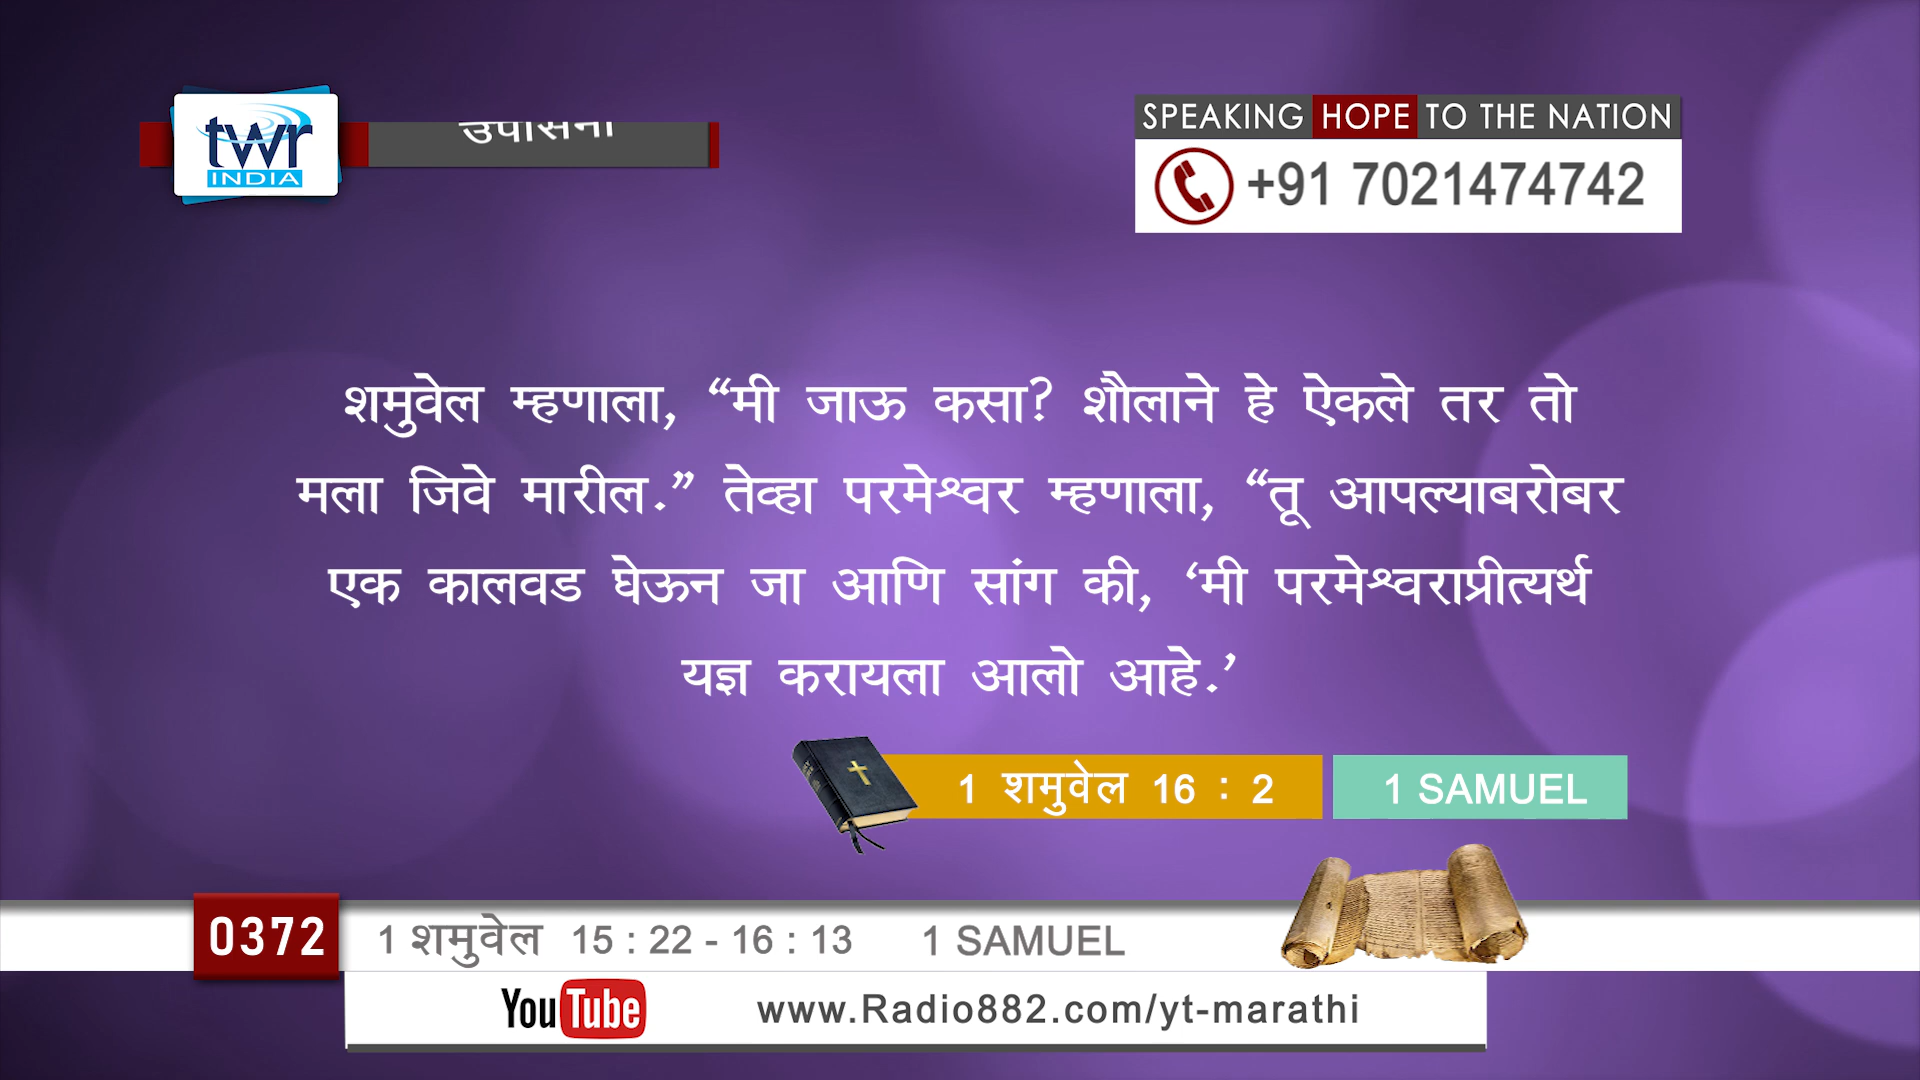 twr
INDIA
उपासना
SPEAKING HOPE TO THE NATION
+91 7021474742
शमुवेल म्हणाला, “मी जाऊ कसा? शौलाने हे ऐकले तर तो
मला जिवे मारील.” तेव्हा परमेश्वर म्हणाला, “तू आपल्याबरोबर
एक कालवड घेऊन जा आणि सांग की, ‘मी परमेश्वराप्रीत्यर्थ
यज्ञ करायला आलो आहे.’
1 शमुवेल 16 : 2
1 SAMUEL
0372
1 शमुवेल 15 : 22 - 16 : 13 1 SAMUEL
YouTube
www.Radio882.com/yt-marathi